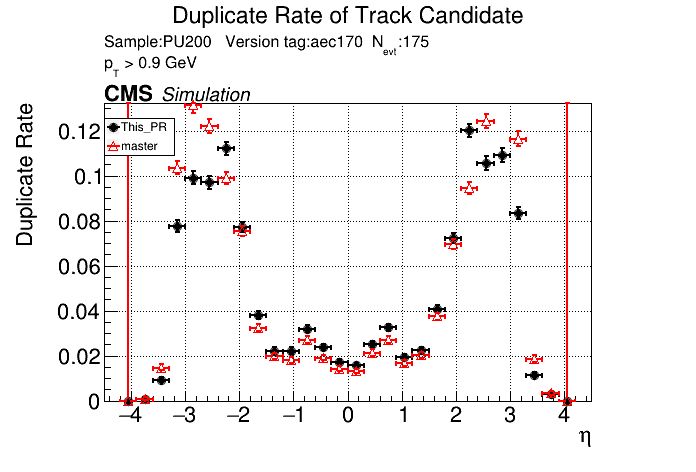 Duplicate Rate of Track Candidate
Sample:PU200 Version tag:aec170 N_evt:175
p_T > 0.9 GeV
CMS Simulation
Duplicate Rate
This_PR
master
0.12
0.1
0.08
0.06
0.04
0.02
0
−4 −3 −2 −1 0 1 2 3 4
η